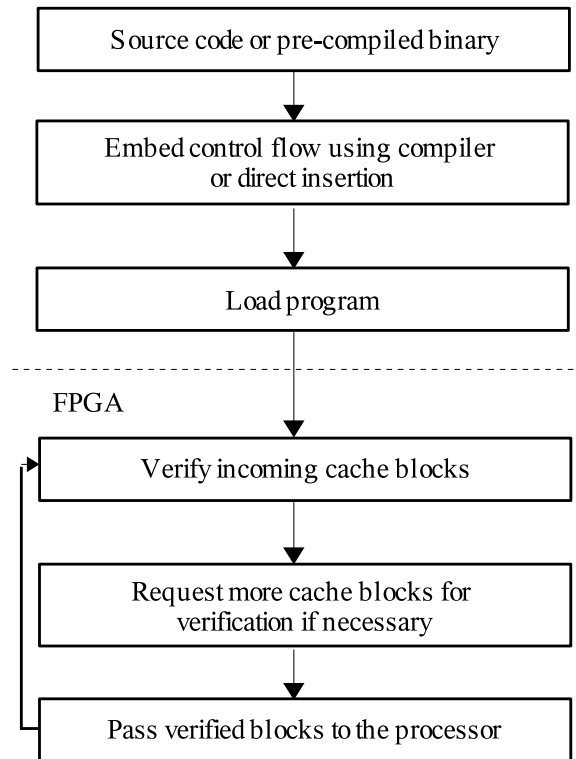 Source code or pre-compiled binary
Embed control flow using compiler
or direct insertion
Load program
FPGA
Verify incoming cache blocks
Request more cache blocks for
verification if necessary
Pass verified blocks to the processor